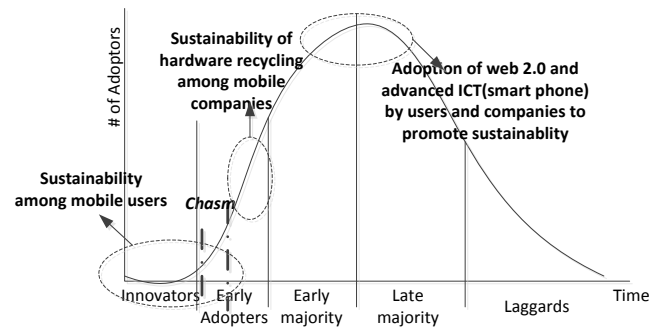 # of Adoptors
Sustainability of
hardware recycling
among mobile
companies
Adoption of web 2.0 and
advanced ICT(smart phone)
by users and companies to
promote sustainablity
Sustainability
among mobile users
Chasm
Innovators
Early
Adopters
Early
majority
Late
majority
Laggards
Time